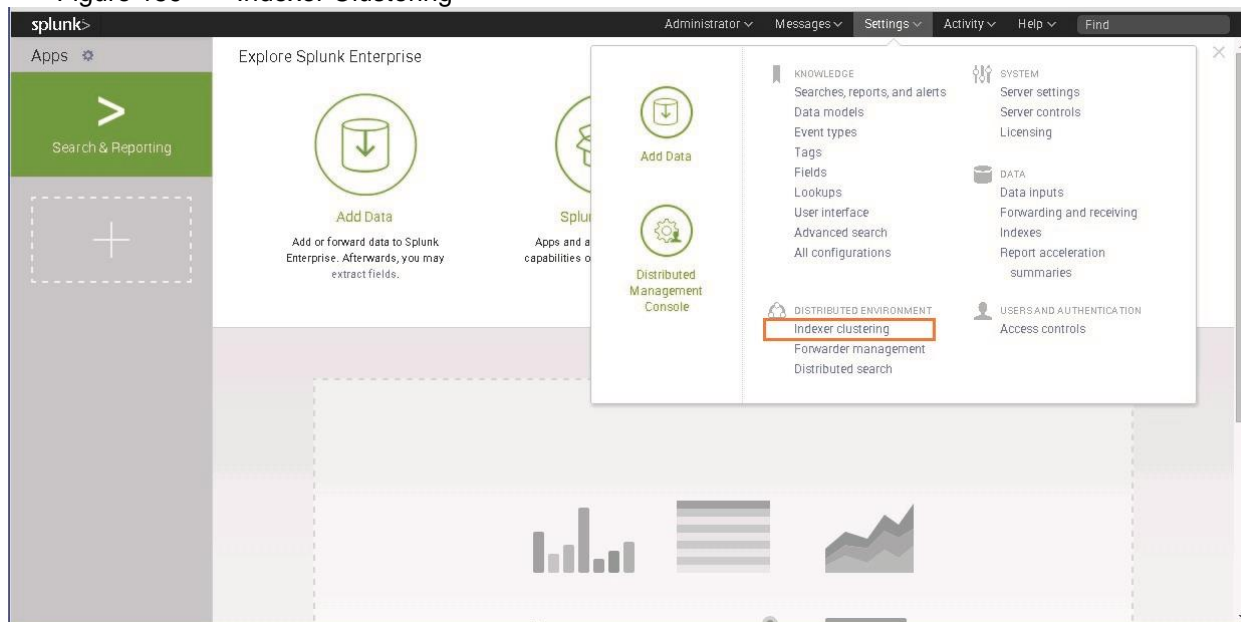 Indexer Clustering
splunk>
Administrator
Messages
Settings
Activity
Help
Find
Apps
Search & Reporting
Explore Splunk Enterprise
Add Data
Add or forward data to Splunk
Enterprise. Afterwards, you may
extract fields.
Splu
Apps and a
capabilities o
Add Data
Distributed
Management
Console
KNOWLEDGE
Searches, reports, and alerts
Data models
Event types
Tags
Fields
Lookups
User interface
Advanced search
All configurations
DISTRIBUTED ENVIRONMENT
Indexer clustering
Forwarder management
Distributed search
SYSTEM
Server settings
Server controls
Licensing
DATA
Data inputs
Forwarding and receiving
Indexes
Report acceleration
summaries
USERS AND AUTHENTICATION
Access controls